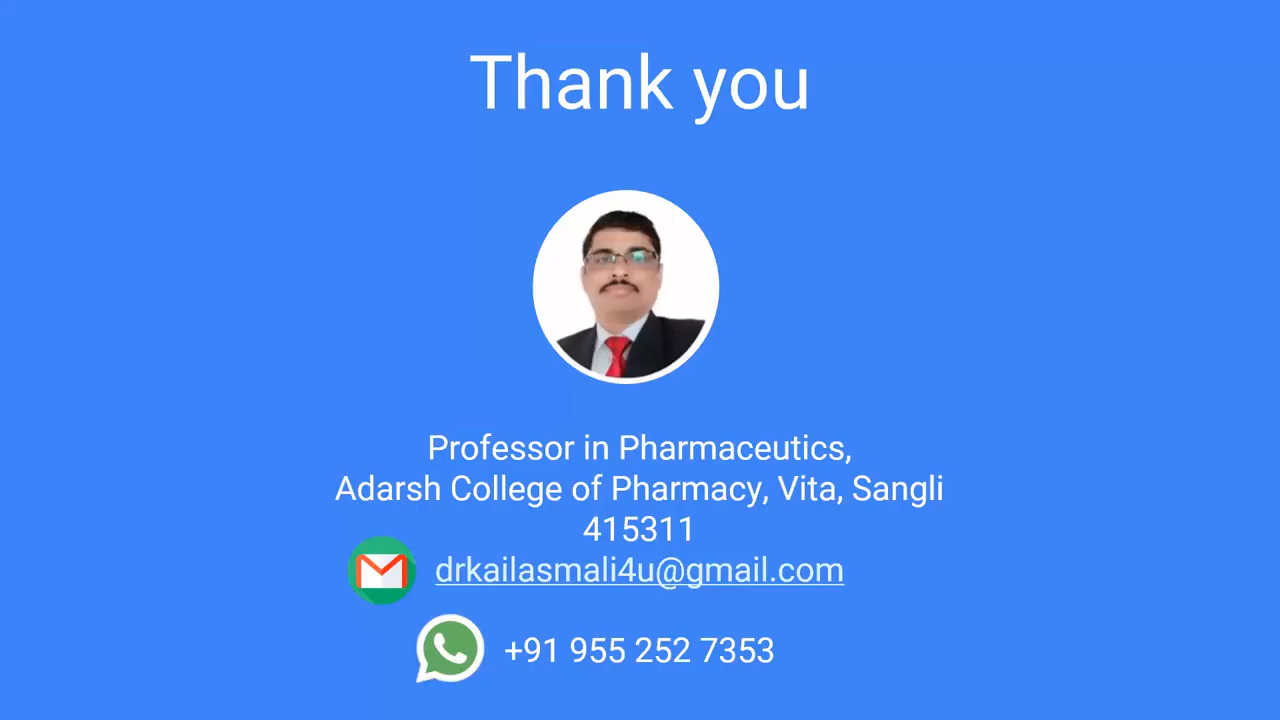 Thank you
Professor in Pharmaceutics,
Adarsh College of Pharmacy, Vita, Sangli
415311
drkailasmali4u@gmail.com
+91 955 252 7353